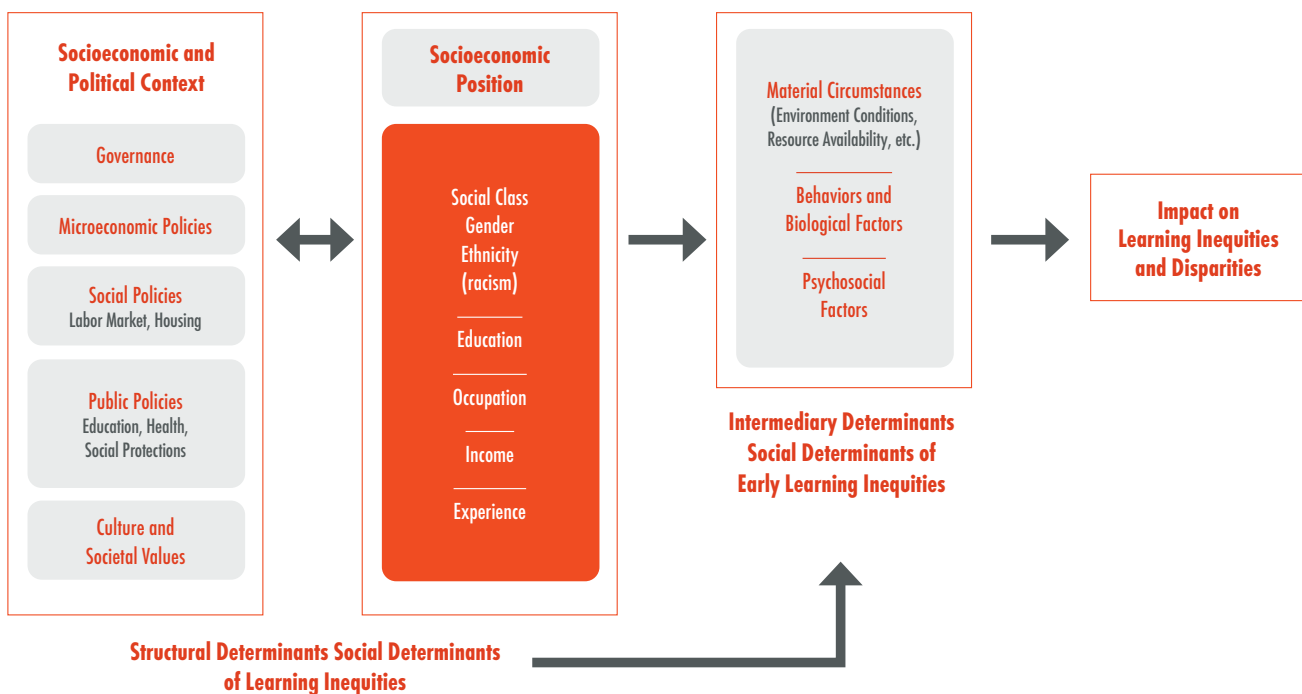 Socioeconomic and
Political Context
Governance
Microeconomic Policies
Social Policies
Labor Market, Housing
Public Policies
Education, Health,
Social Protections
Culture and
Societal Values
Socioeconomic
Position
Social Class
Gender
Ethnicity
(racism)
Education
Occupation
Income
Experience
Material Circumstances
(Environment Conditions,
Resource Availability, etc.)
Behaviors and
Biological Factors
Psychosocial
Factors
Intermediary Determinants
Social Determinants of
Early Learning Inequities
Impact on
Learning Inequities
and Disparities
Structural Determinants Social Determinants
of Learning Inequities